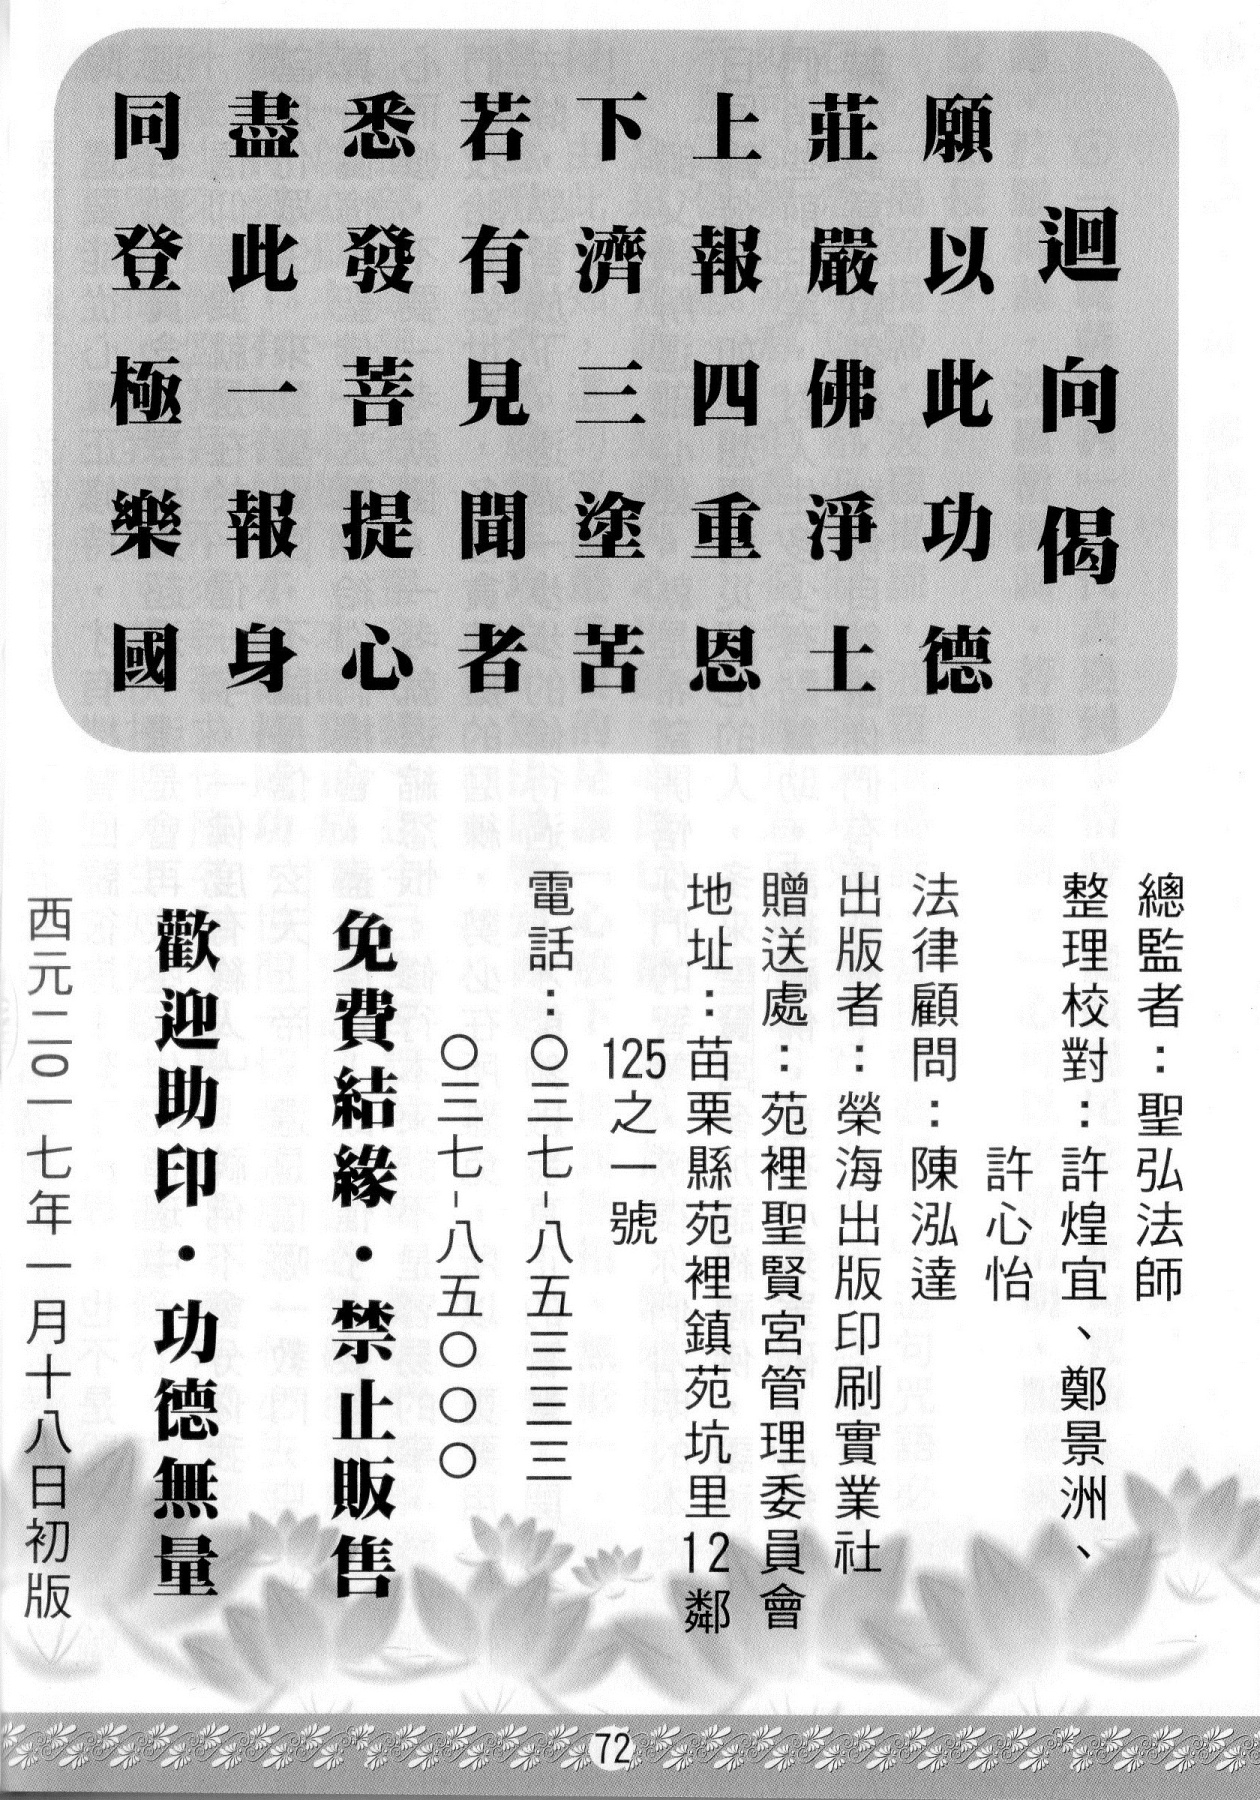 迴向偈
願以此功德
莊嚴佛淨土
上報四重恩
下濟三塗苦
若有見聞者
悉發菩提心
盡此一報身
同登極樂國
總監者：聖弘法師
整理校對：許煌宜、鄭景洲、
許心怡
法律顧問：陳泓達
出版者：榮海出版印刷實業社
贈送處：苑裡聖賢宮管理委員會
地址：苗栗縣苑裡鎮苑坑里12鄰
125之一號
電話：〇三七-八五三三三三
〇三七-八五〇〇〇
免費結緣・禁止販售
歡迎助印・功德無量
西元二〇一七年一月十八日初版
72